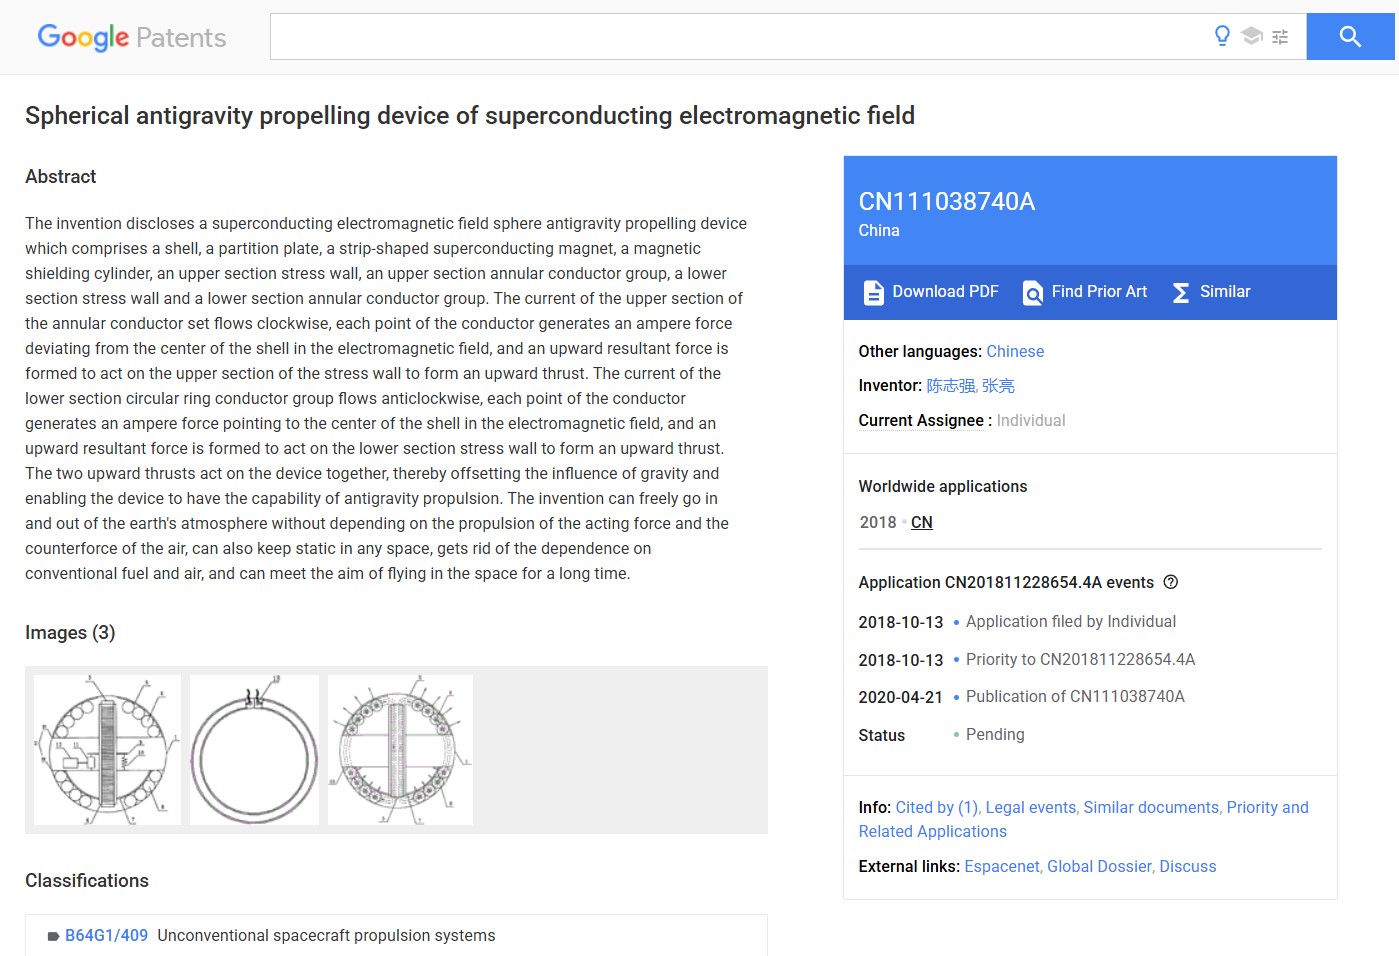 Google Patents
Spherical antigravity propelling device of superconducting electromagnetic field
Abstract
The invention discloses a superconducting electromagnetic field sphere antigravity propelling device
which comprises a shell, a partition plate, a strip-shaped superconducting magnet, a magnetic
shielding cylinder, an upper section stress wall, an upper section annular conductor group, a lower
section stress wall and a lower section annular conductor group. The current of the upper section of
the annular conductor set flows clockwise, each point of the conductor generates an ampere force
deviating from the center of the shell in the electromagnetic field, and an upward resultant force is
formed to act on the upper section of the stress wall to form an upward thrust. The current of the
lower section circular ring conductor group flows anticlockwise, each point of the conductor
generates an ampere force pointing to the center of the shell in the electromagnetic field, and an
upward resultant force is formed to act on the lower section stress wall to form an upward thrust.
The two upward thrusts act on the device together, thereby offsetting the influence of gravity and
enabling the device to have the capability of antigravity propulsion. The invention can freely go in
and out of the earth's atmosphere without depending on the propulsion of the acting force and the
counterforce of the air, can also keep static in any space, gets rid of the dependence on
conventional fuel and air, and can meet the aim of flying in the space for a long time.
Images (3)
Classifications
B64G1/409 Unconventional spacecraft propulsion systems
CN111038740A
China
Download PDF Find Prior Art Similar
Other languages: Chinese
Inventor: 陈志强, 张亮
Current Assignee : Individual
Worldwide applications
2018 • CN
Application CN201811228654.4A events
2018-10-13 • Application filed by Individual
2018-10-13 • Priority to CN201811228654.4A
2020-04-21 • Publication of CN111038740A
Status • Pending
Info: Cited by (1), Legal events, Similar documents, Priority and
Related Applications
External links: Espacenet, Global Dossier, Discuss